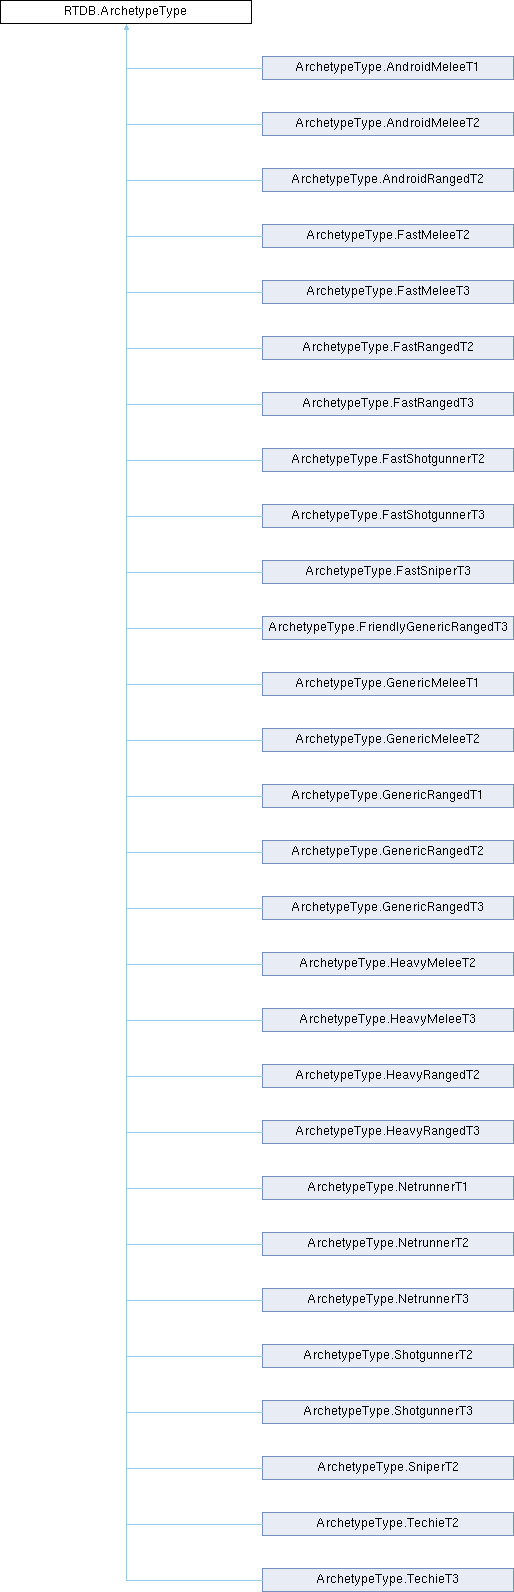 RTDB.ArchetypeType
ArchetypeType.AndroidMeleeT1
ArchetypeType.AndroidMeleeT2
ArchetypeType.AndroidRangedT2
ArchetypeType.FastMeleeT2
ArchetypeType.FastMeleeT3
ArchetypeType.FastRangedT2
ArchetypeType.FastRangedT3
ArchetypeType.FastShotgunnerT2
ArchetypeType.FastShotgunnerT3
ArchetypeType.FastSniperT3
ArchetypeType.FriendlyGenericRangedT3
ArchetypeType.GenericMeleeT1
ArchetypeType.GenericMeleeT2
ArchetypeType.GenericRangedT1
ArchetypeType.GenericRangedT2
ArchetypeType.GenericRangedT3
ArchetypeType.HeavyMeleeT2
ArchetypeType.HeavyMeleeT3
ArchetypeType.HeavyRangedT2
ArchetypeType.HeavyRangedT3
ArchetypeType.NetrunnerT1
ArchetypeType.NetrunnerT2
ArchetypeType.NetrunnerT3
ArchetypeType.ShotgunnerT2
ArchetypeType.ShotgunnerT3
ArchetypeType.SniperT2
ArchetypeType.TechieT2
ArchetypeType.TechieT3